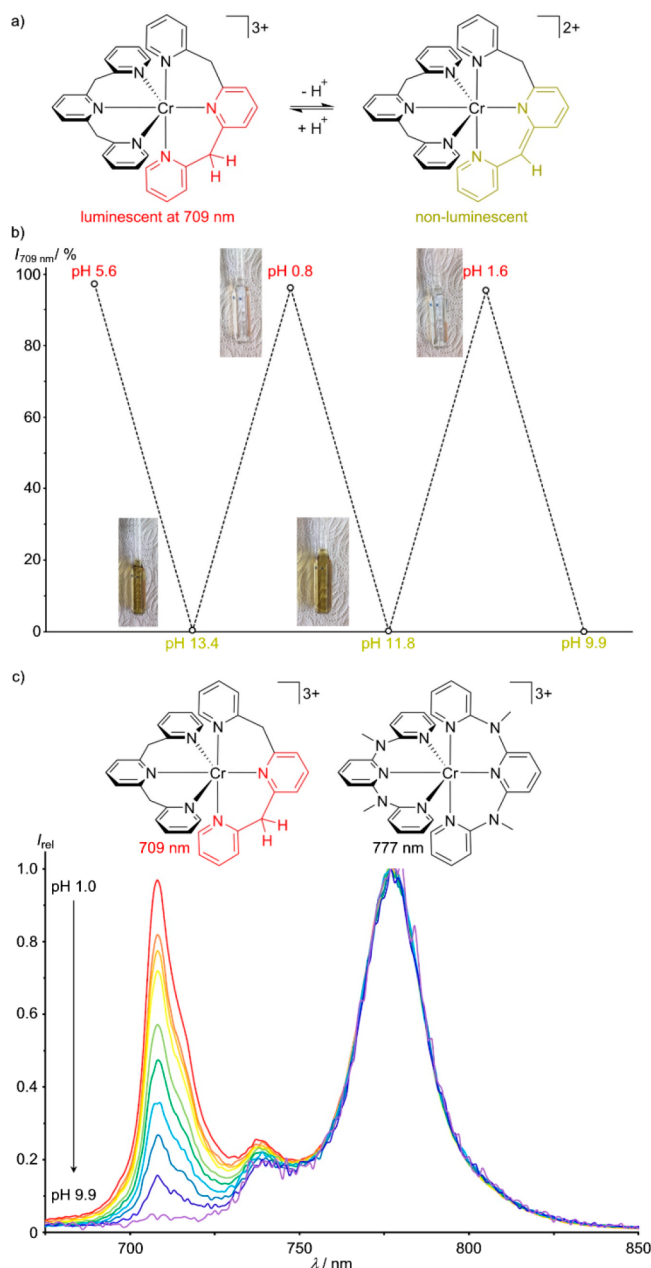 a)
3+
2+
N N N N N N Cr
- H+
+ H+
N N N N N N Cr
H
H
H
luminescent at 709 nm
non-luminescent
b)
I709 nm/ %
100
80
60
40
20
0
pH 5.6
pH 0.8
pH 1.6
pH 13.4
pH 11.8
pH 9.9
c)
3+
3+
N N N N N N Cr
H
H
N N N N N N N N N N Cr
709 nm
777 nm
Irel
1.0
0.8
0.6
0.4
0.2
0
pH 1.0
pH 9.9
700
750
800
850
λ/ nm